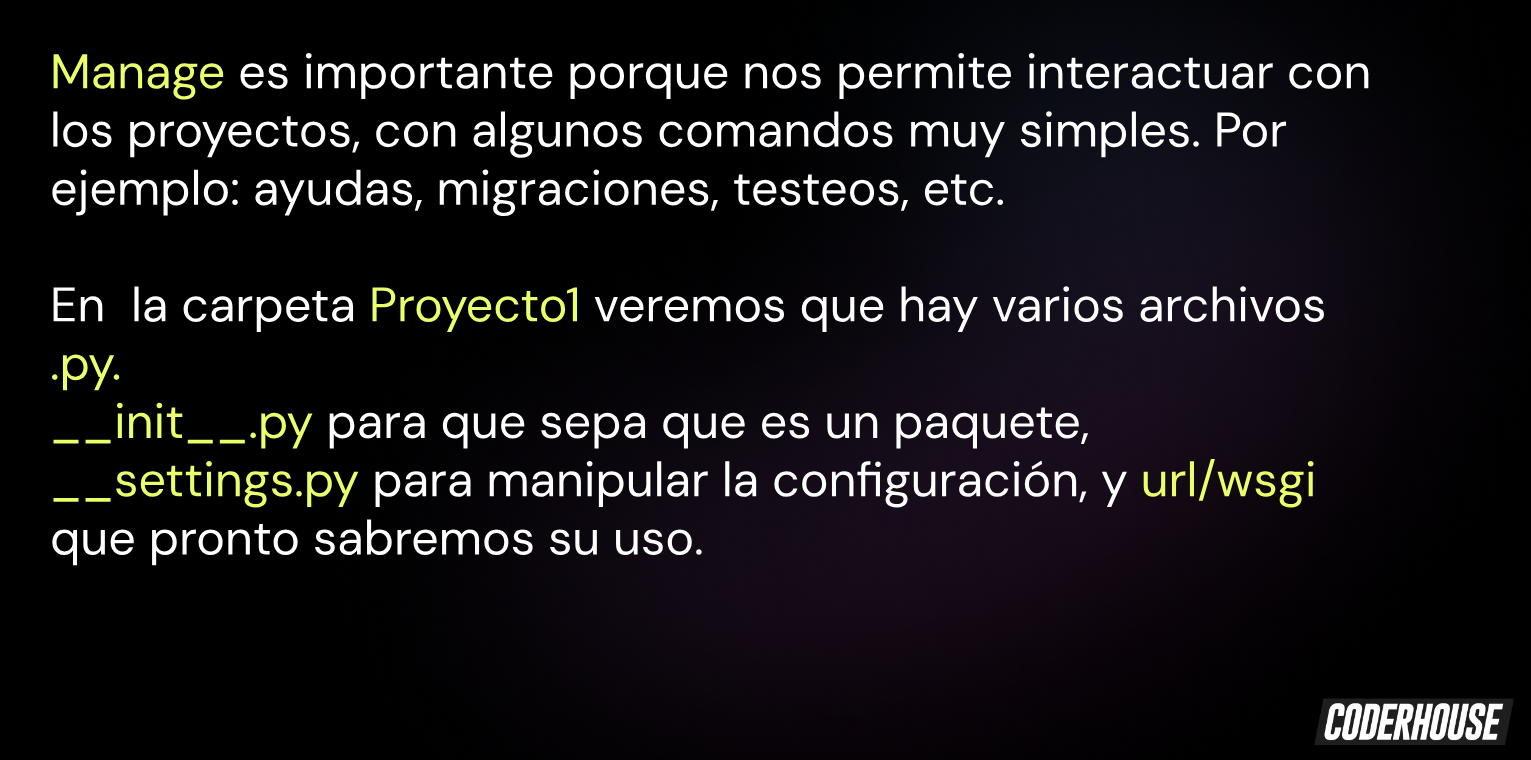 Manage es importante porque nos permite interactuar con
los proyectos, con algunos comandos muy simples. Por
ejemplo: ayudas, migraciones, testeos, etc.
En  la carpeta Proyecto1 veremos que hay varios archivos
.py.
__init__.py para que sepa que es un paquete,
__settings.py para manipular la configuración, y url/wsgi
que pronto sabremos su uso.
CODERHOUSE